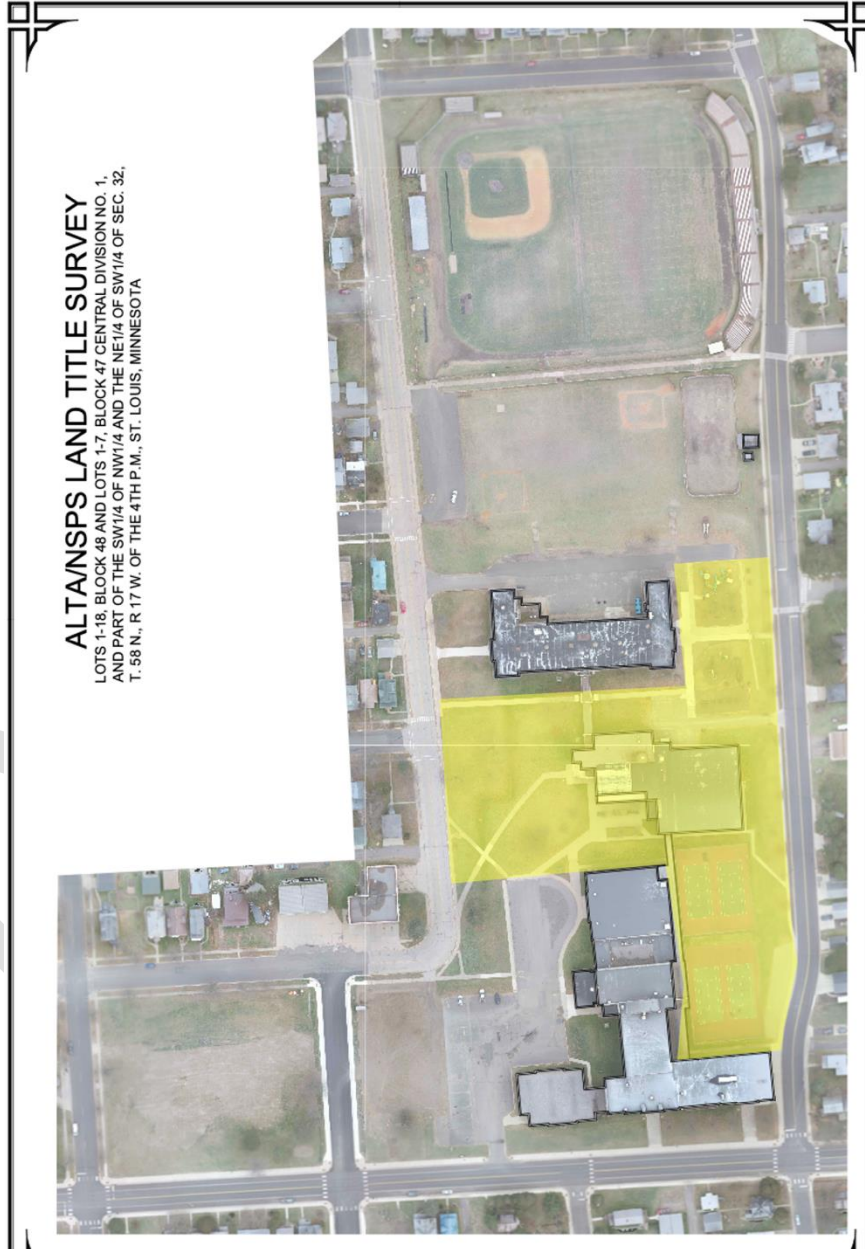 ALTA/NSPS LAND TITLE SURVEY
LOTS 1-18, BLOCK 48 AND LOTS 1-7, BLOCK 47 CENTRAL DIVISION NO. 1,
AND PART OF THE SW1/4 OF NW1/4 AND THE NE1/4 OF SW1/4 OF SEC. 32,
T. 58 N., R 17 W. OF THE 4TH P.M., ST. LOUIS, MINNESOTA